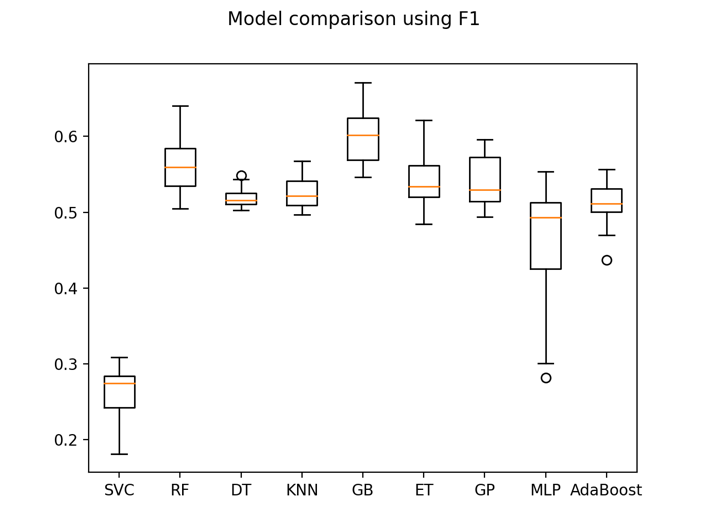 Model comparison using F1
0.6
0.5
0.4
0.3
0.2
SVC RF DT KNN GB ET GP MLP AdaBoost